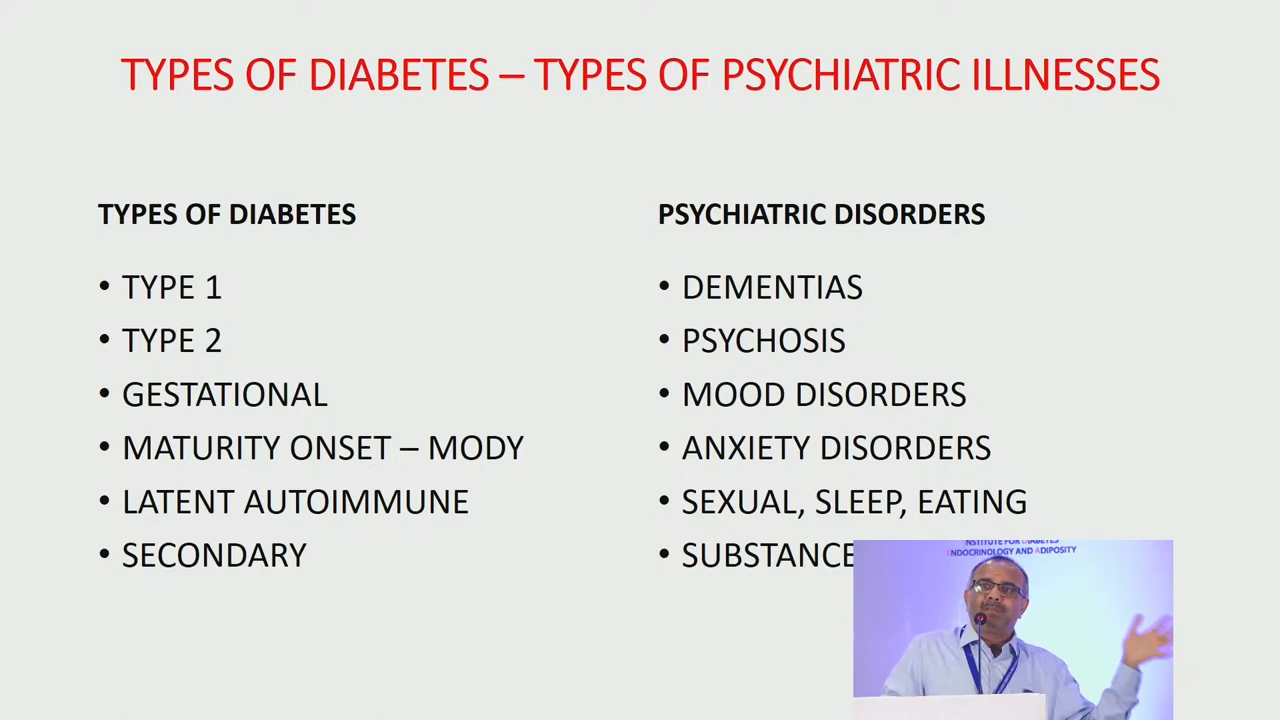 TYPES OF DIABETES – TYPES OF PSYCHIATRIC ILLNESSES
TYPES OF DIABETES
• TYPE 1
• TYPE 2
• GESTATIONAL
• MATURITY ONSET – MODY
• LATENT AUTOIMMUNE
• SECONDARY
PSYCHIATRIC DISORDERS
• DEMENTIAS
• PSYCHOSIS
• MOOD DISORDERS
• ANXIETY DISORDERS
• SEXUAL, SLEEP, EATING
• SUBSTANCE
INSTITUTE FOR DIABETES
ENDOCRINOLOGY AND ADIPOSITY